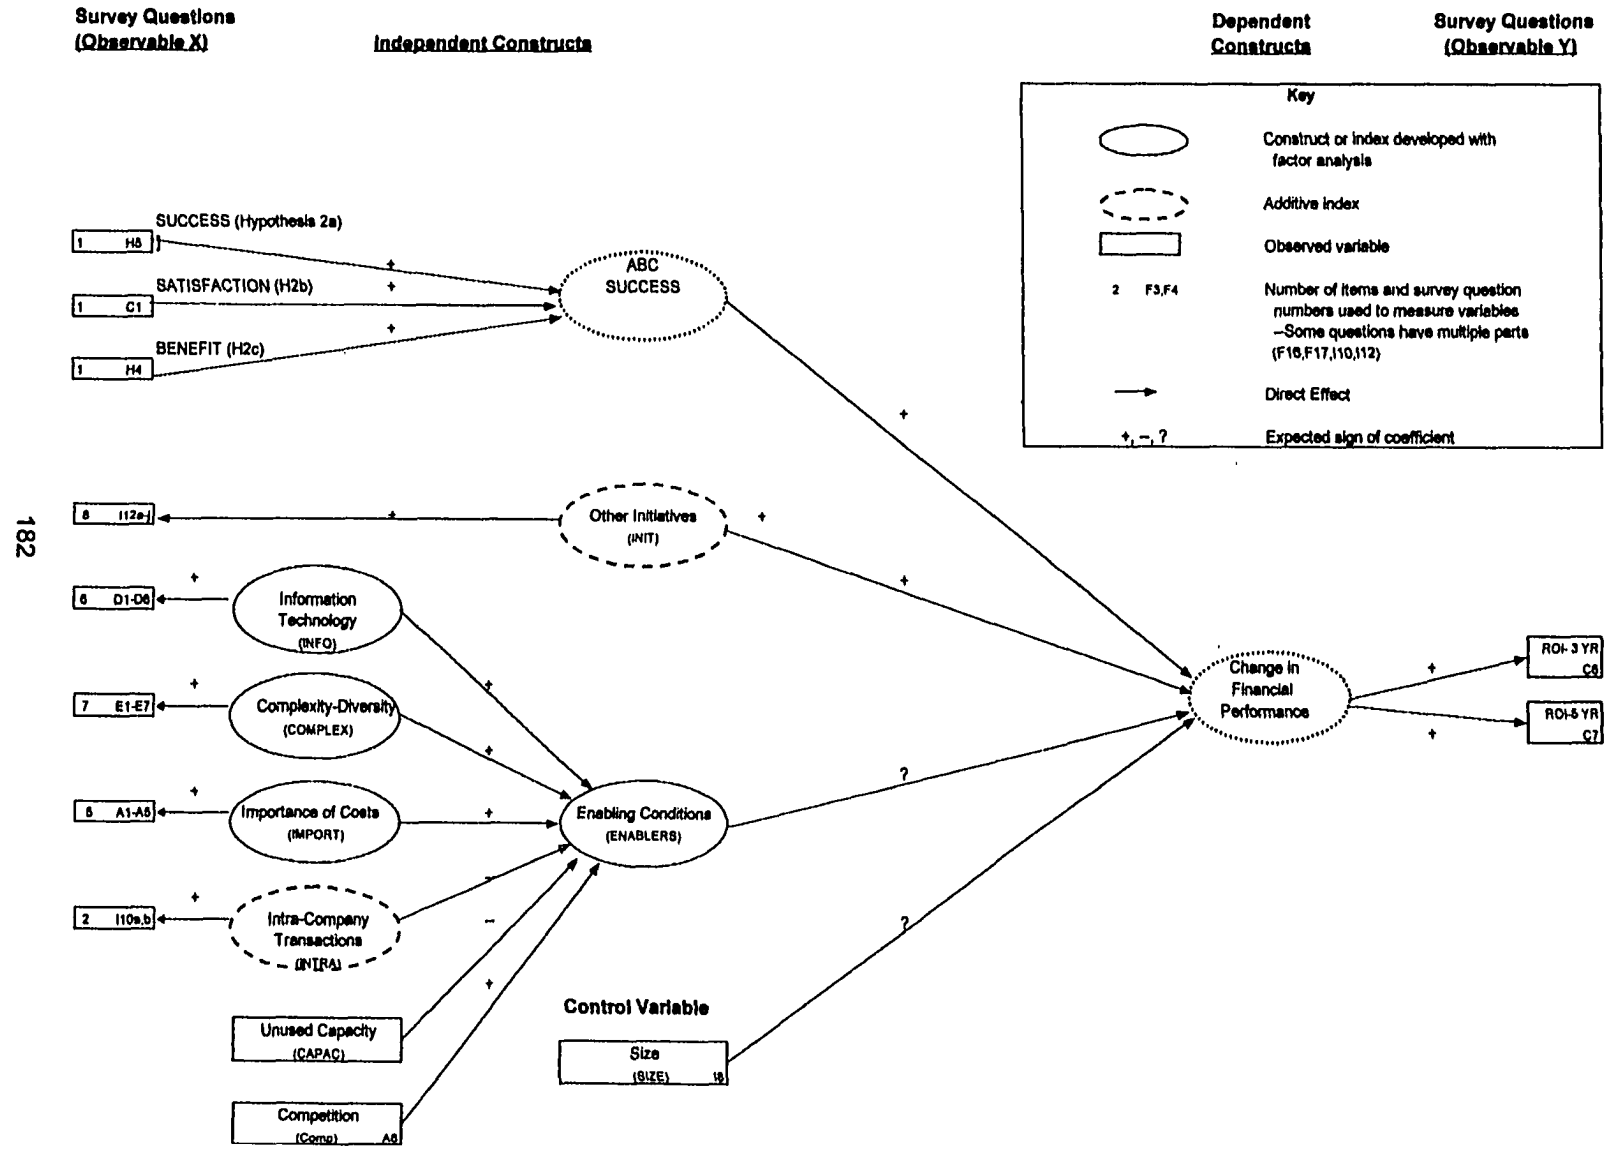 Survey Questions
(Observable X)
Independent Constructs
Dependent
Constructs
Survey Questions
(Observable Y)
Key
Construct or index developed with
factor analysis
Additive index
Observed variable
2 F3,F4
Number of items and survey question
numbers used to measure variables
--Some questions have multiple parts
(F16,F17,I10,I12)
Direct Effect
+, --, ?
Expected sign of coefficient
SUCCESS (Hypothesis 2a)
1 H5
+
SATISFACTION (H2b)
1 C1
+
BENEFIT (H2c)
1 H4
+
ABC
SUCCESS
+
8 I12a-j
+
Other Initiatives
(INIT)
+
+
182
6 D1-D6
+
Information
Technology
(INFO)
+
7 E1-E7
+
Complexity-Diversity
(COMPLEX)
+
5 A1-A5
+
Importance of Costs
(IMPORT)
+
Enabling Conditions
(ENABLERS)
?
2 I10a,b
+
Intra-Company
Transactions
(INTRA)
--
--
+
Unused Capacity
(CAPAC)
Competition
(Comp) A6
Control Variable
Size
(SIZE) I8
?
Change in
Financial
Performance
+
ROI- 3 YR
C6
+
ROI-5 YR
C7